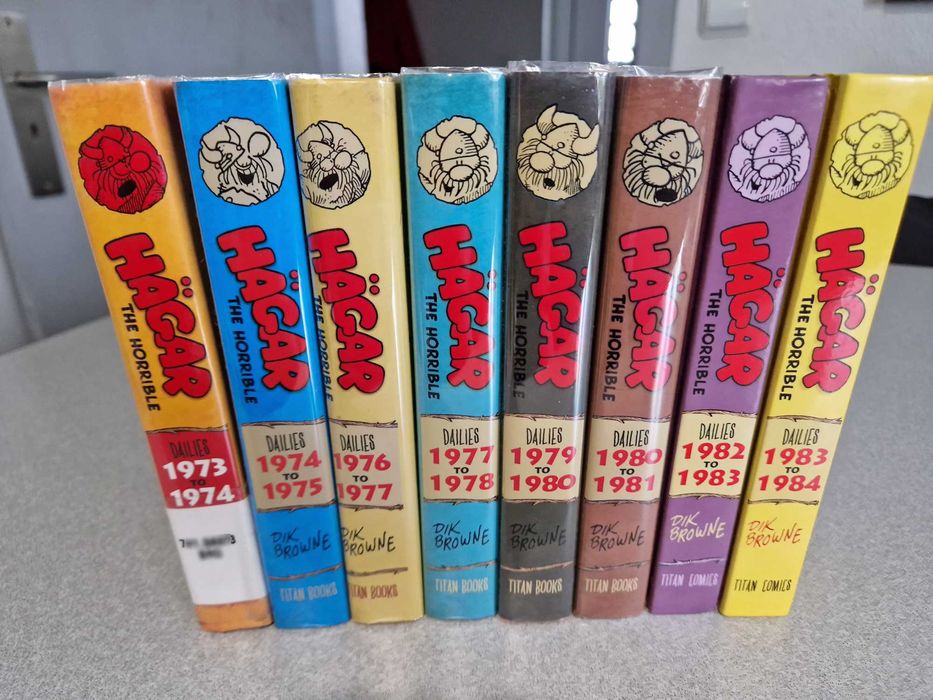 HÄGAR
THE HORRIBLE
DAILIES
1973
TO
1974
HÄGAR
THE HORRIBLE
DAILIES
1974
TO
1975
DIK
BROWNE
TITAN BOOKS
HÄGAR
THE HORRIBLE
DAILIES
1976
TO
1977
DIK
BROWNE
TITAN BOOKS
HÄGAR
THE HORRIBLE
DAILIES
1977
TO
1978
DIK
BROWNE
TITAN BOOKS
HÄGAR
THE HORRIBLE
DAILIES
1979
TO
1980
DIK
BROWNE
TITAN BOOKS
HÄGAR
THE HORRIBLE
DAILIES
1980
TO
1981
DIK
BROWNE
TITAN BOOKS
HÄGAR
THE HORRIBLE
DAILIES
1982
TO
1983
DIK
BROWNE
TITAN COMICS
HÄGAR
THE HORRIBLE
DAILIES
1983
TO
1984
DIK
BROWNE
TITAN COMICS